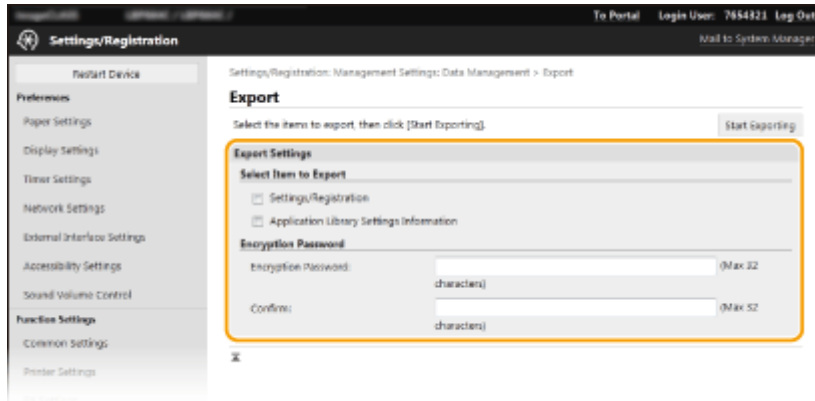 To Portal Login User: 7654321 Log Out
Settings/Registration
Mail to System Manager
Restart Device
Preferences
Paper Settings
Display Settings
Timer Settings
Network Settings
External Interface Settings
Accessibility Settings
Sound Volume Control
Function Settings
Common Settings
Printer Settings
Settings/Registration: Management Settings: Data Management > Export
Export
Select the items to export, then click [Start Exporting].
Start Exporting
Export Settings
Select Item to Export
Settings/Registration
Application Library Settings Information
Encryption Password
Encryption Password:
(Max 32
characters)
Confirm:
(Max 32
characters)